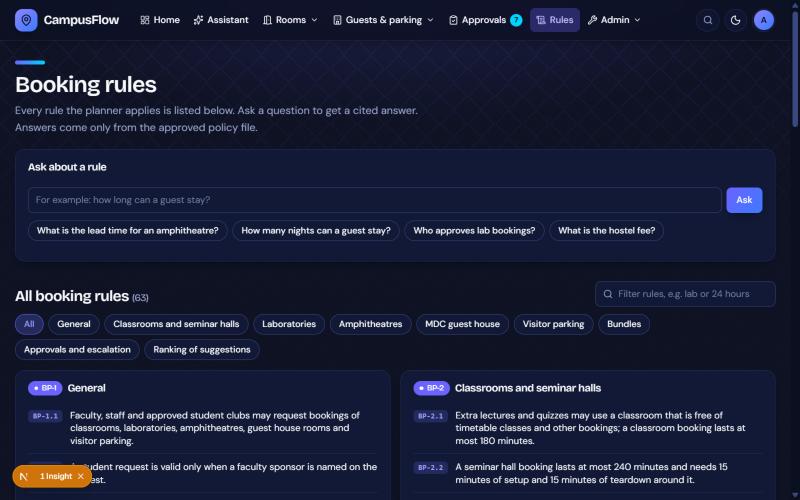 CampusFlow
Home
Assistant
Rooms
Guests & parking
Approvals 7
Rules
Admin
A
Booking rules
Every rule the planner applies is listed below. Ask a question to get a cited answer.
Answers come only from the approved policy file.
Ask about a rule
For example: how long can a guest stay?
Ask
What is the lead time for an amphitheatre?
How many nights can a guest stay?
Who approves lab bookings?
What is the hostel fee?
All booking rules (63)
Filter rules, e.g. lab or 24 hours
All
General
Classrooms and seminar halls
Laboratories
Amphitheatres
MDC guest house
Visitor parking
Bundles
Approvals and escalation
Ranking of suggestions
BP-1 General
BP-1.1 Faculty, staff and approved student clubs may request bookings of
classrooms, laboratories, amphitheatres, guest house rooms and
visitor parking.
student request is valid only when a faculty sponsor is named on the
BP-2 Classrooms and seminar halls
BP-2.1 Extra lectures and quizzes may use a classroom that is free of
timetable classes and other bookings; a classroom booking lasts at
most 180 minutes.
BP-2.2 A seminar hall booking lasts at most 240 minutes and needs 15
minutes of setup and 15 minutes of teardown around it.
N 1 Insight